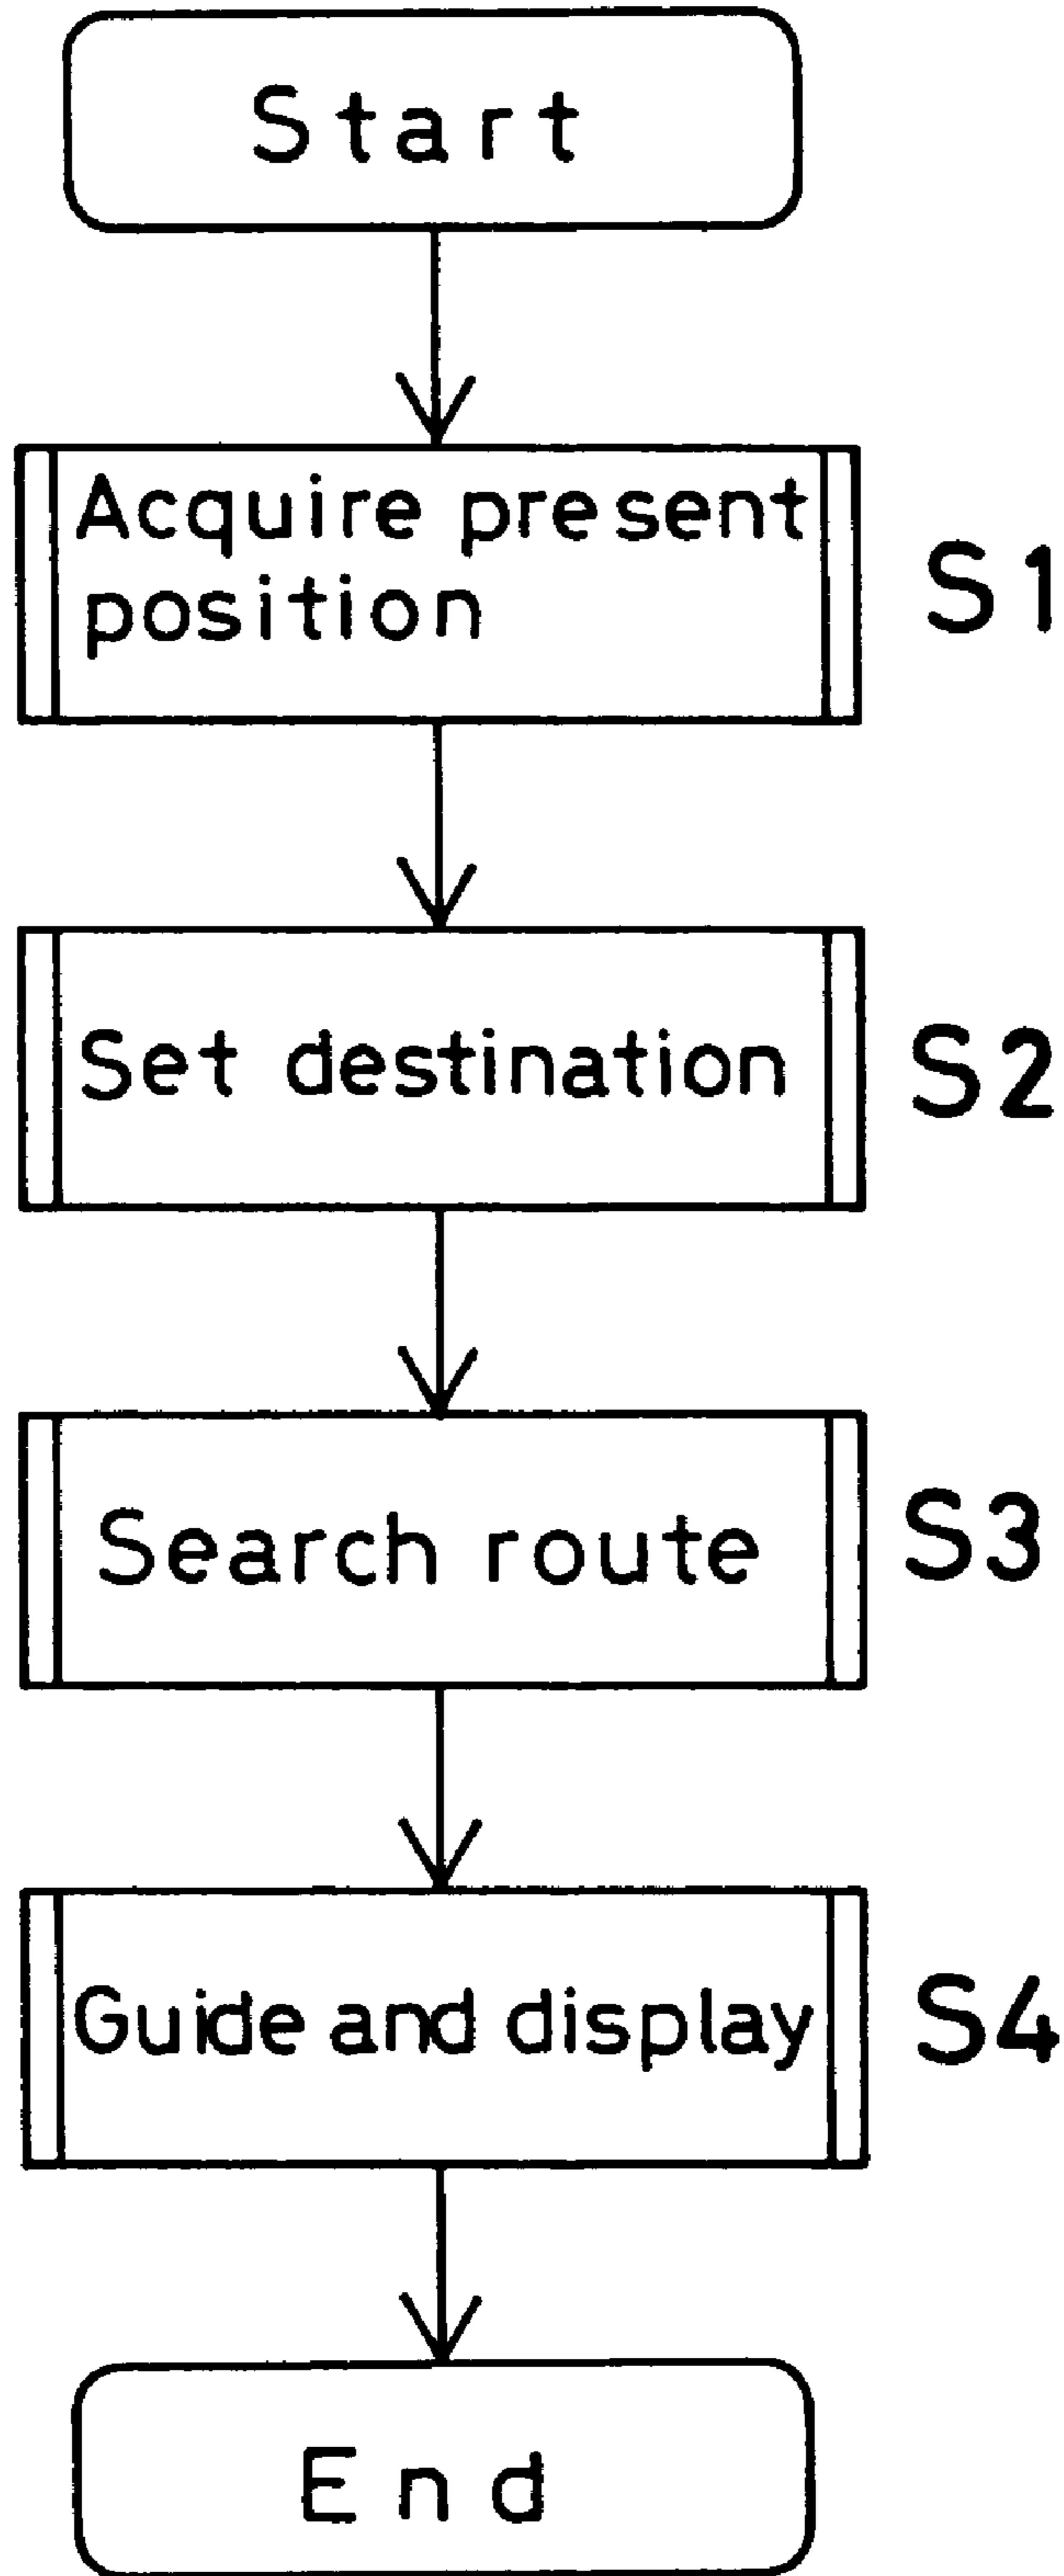 Start
Acquire present
position
S1
Set destination
S2
Search route
S3
Guide and display
S4
End